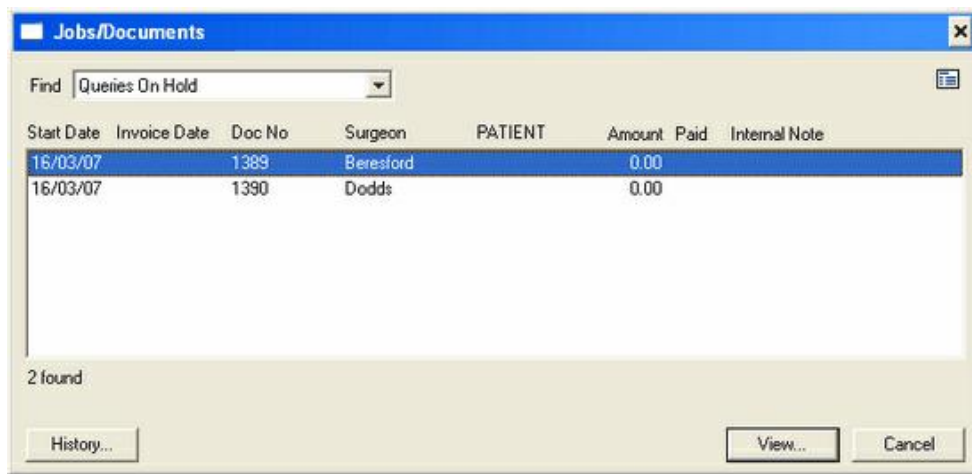 Jobs/Documents
Find Queries On Hold
Start Date Invoice Date Doc No Surgeon PATIENT Amount Paid Internal Note
16/03/07 1389 Beresford 0.00
16/03/07 1390 Dodds 0.00
2 found
History... View... Cancel